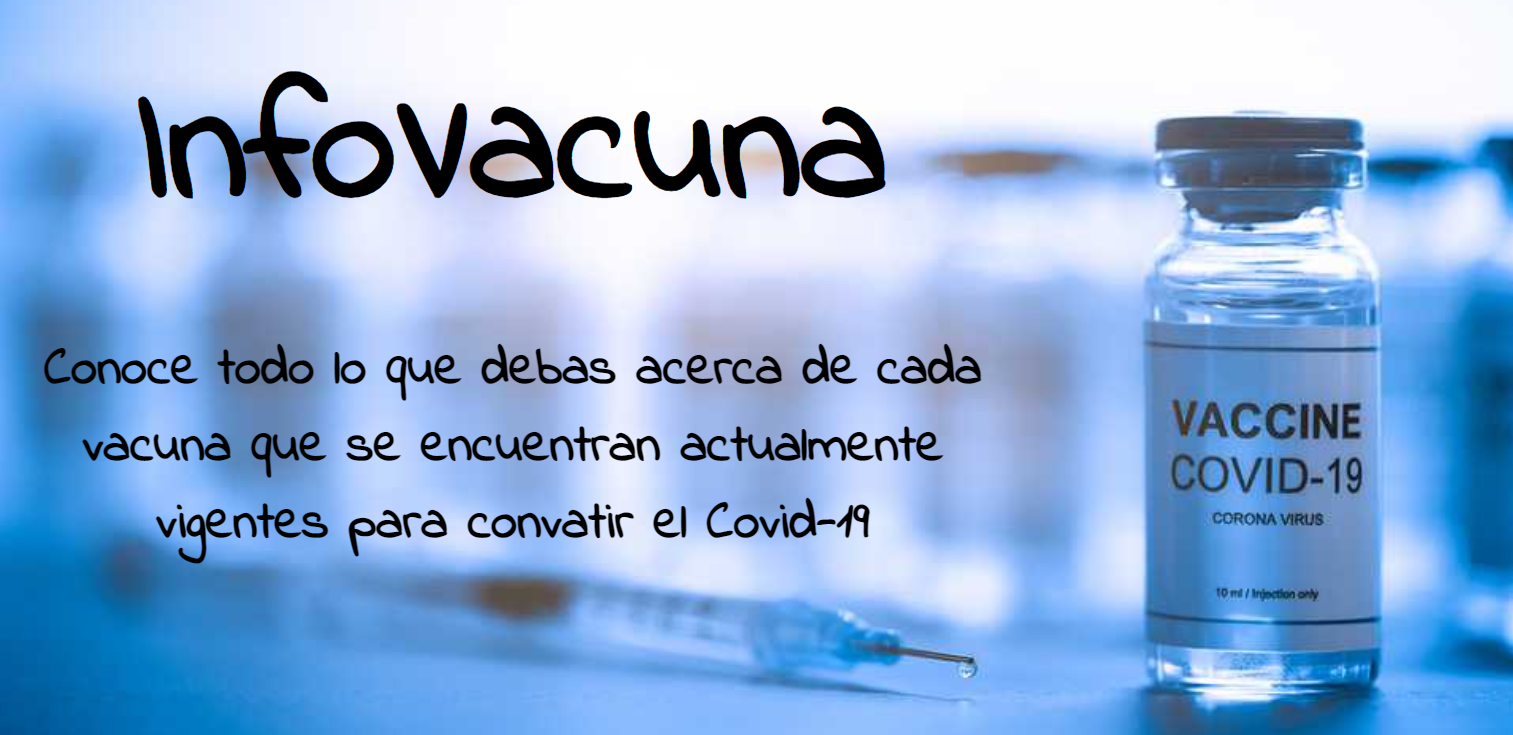 Infovacuna
Conoce todo lo que debas acerca de cada
vacuna que se encuentran actualmente
vigentes para convatir el Covid-19
VACCINE
COVID-19
CORONA VIRUS
10 ml / Injection only